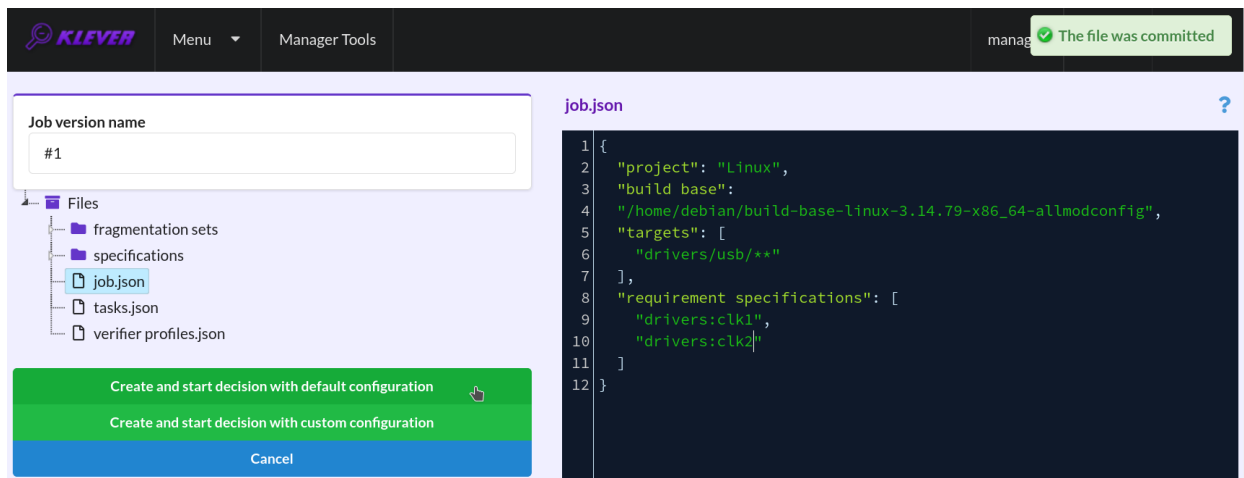 KLEVER
Menu
Manager Tools
manag
The file was committed
Job version name
#1
Files
fragmentation sets
specifications
job.json
tasks.json
verifier profiles.json
Create and start decision with default configuration
Create and start decision with custom configuration
Cancel
job.json
?
1 {
2 "project": "Linux",
3 "build base":
4 "/home/debian/build-base-linux-3.14.79-x86_64-allmodconfig",
5 "targets": [
6 "drivers/usb/**"
7 ],
8 "requirement specifications": [
9 "drivers:clk1",
10 "drivers:clk2"
11 ]
12 }